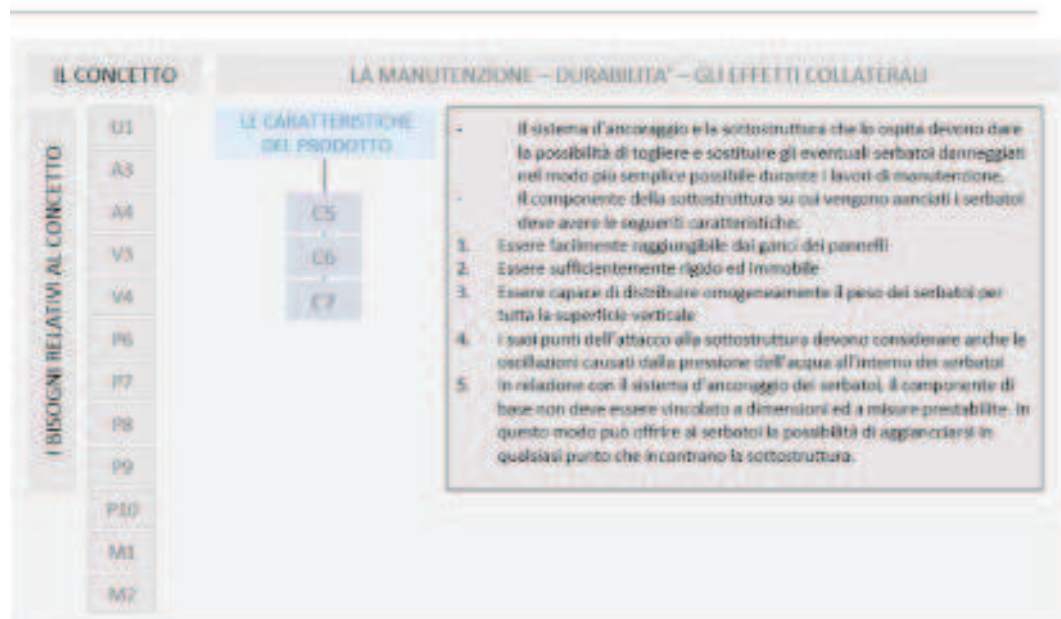 IL CONCETTO
LA MANUTENZIONE – DURABILITA' – GLI EFFETTI COLLATERALI
I BISOGNI RELATIVI AL CONCETTO
U1
A3
A4
V3
V4
P6
P7
P8
P9
P10
M1
M2
LE CARATTERISTICHE
DEL PRODOTTO
C5
C6
C7
- Il sistema d'ancoraggio e la sottostruttura che lo ospita devono dare
la possibilità di togliere e sostituire gli eventuali serbatoi danneggiati
nel modo più semplice possibile durante i lavori di manutenzione.
- Il componente della sottostruttura su cui vengono aanciati i serbatoi
deve avere le seguenti caratteristiche:
1. Essere facilmente raggiungibile dai ganci dei pannelli
2. Essere sufficientemente rigido ed immobile
3. Essere capace di distribuire omogeneamente il peso dei serbatoi per
tutta la superficie verticale
4. I suoi punti dell'attacco alla sottostruttura devono considerare anche le
oscillazioni causati dalla pressione dell'acqua all'interno dei serbatoi
5. In relazione con il sistema d'ancoraggio dei serbatoi, il componente di
base non deve essere vincolato a dimensioni ed a misure prestabilite. In
questo modo può offrire ai serbatoi la possibilità di in
qualsiasi punto che incontrano la sottostruttura.